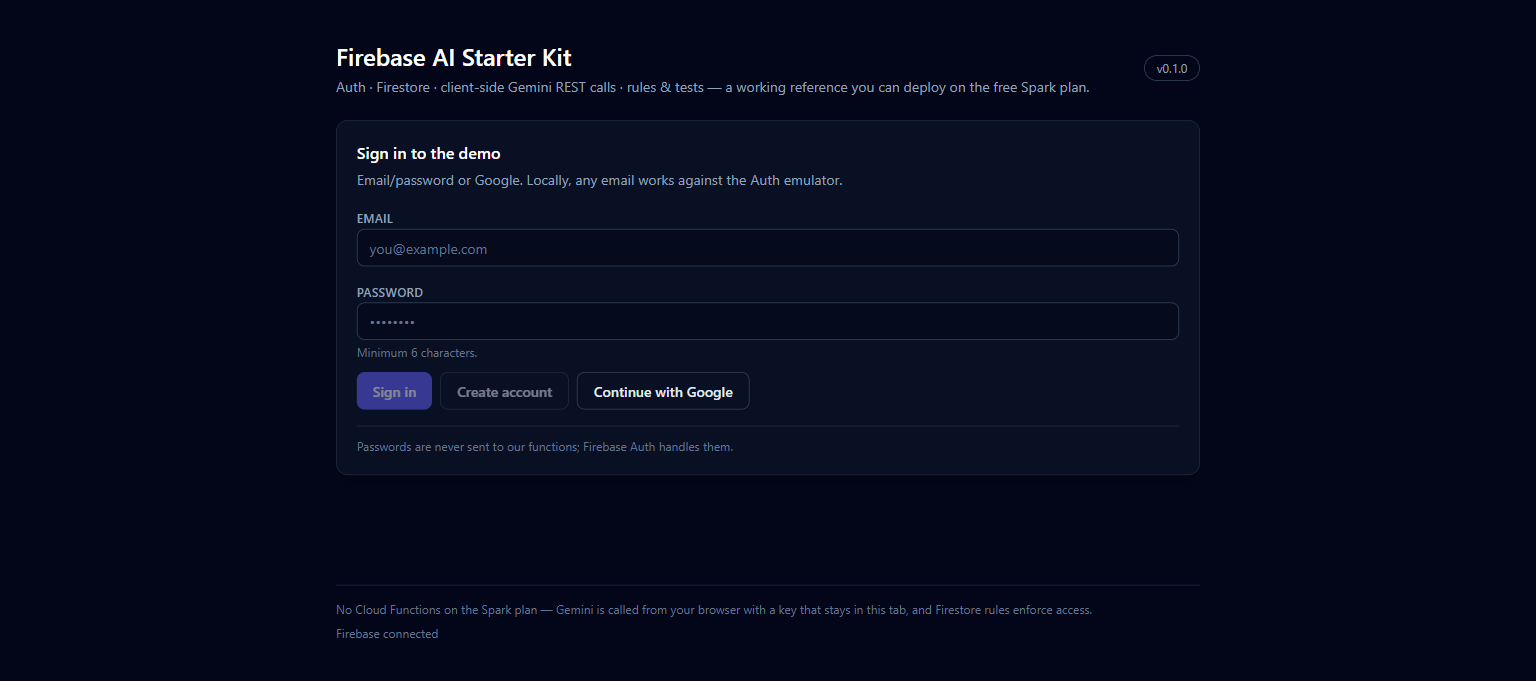 Firebase AI Starter Kit
v0.1.0
Auth · Firestore · client-side Gemini REST calls · rules & tests — a working reference you can deploy on the free Spark plan.
Sign in to the demo
Email/password or Google. Locally, any email works against the Auth emulator.
EMAIL
you@example.com
PASSWORD
••••••••
Minimum 6 characters.
Sign in
Create account
Continue with Google
Passwords are never sent to our functions; Firebase Auth handles them.
No Cloud Functions on the Spark plan — Gemini is called from your browser with a key that stays in this tab, and Firestore rules enforce access.
Firebase connected